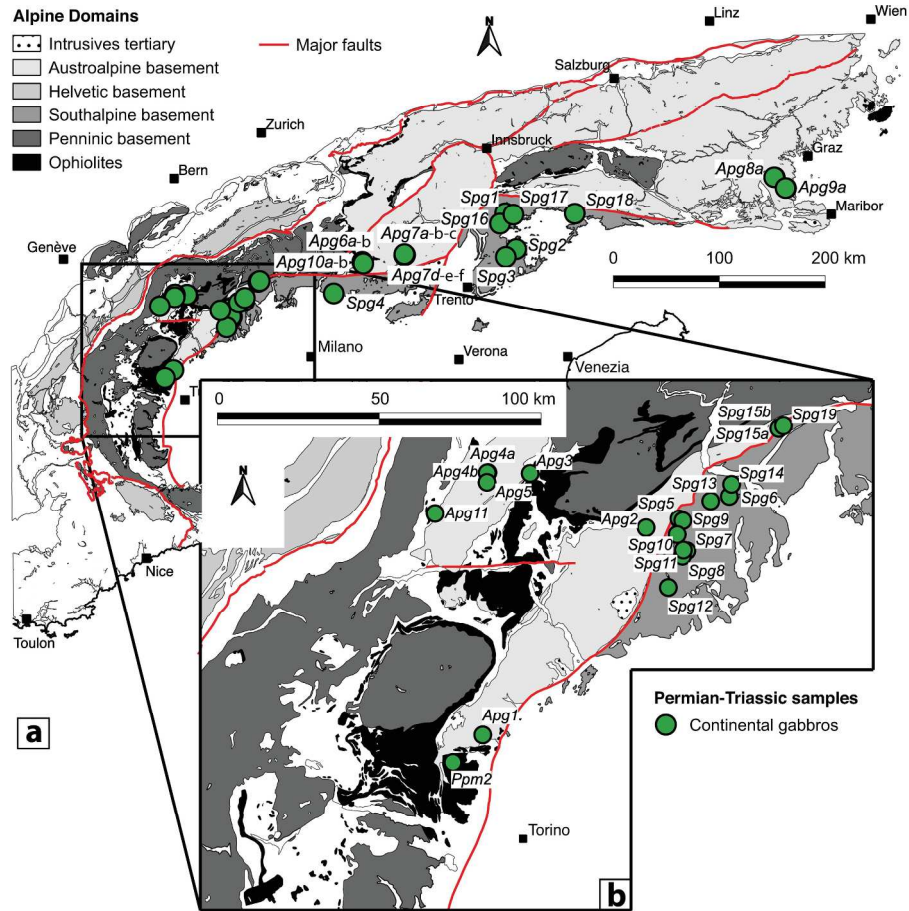 Alpine Domains
Intrusives tertiary
Austroalpine basement
Helvetic basement
Southalpine basement
Penninic basement
Ophiolites
Major faults
N
Linz
Wien
Salzburg
Zurich
Innsbruck
Graz
Bern
Apg8a
Apg9a
Maribor
Spg1
Spg17
Spg16
Spg18
Genève
Apg6a-b
Apg7a-b-c
Apg10a-b
Spg2
Apg7d-e-f
Spg3
0 100 200 km
Spg4
Trento
Milano
Verona
Venezia
T
Nice
Toulon
a
0 50 100 km
N
Spg15b
Spg19
Spg15a
Apg4a
Apg3
Apg4b
Spg14
Apg5
Spg13
Spg6
Apg11
Spg5
Apg2
Spg9
Spg10
Spg7
Spg11
Spg8
Spg12
Apg1.
Ppm2
Torino
b
Permian-Triassic samples
Continental gabbros